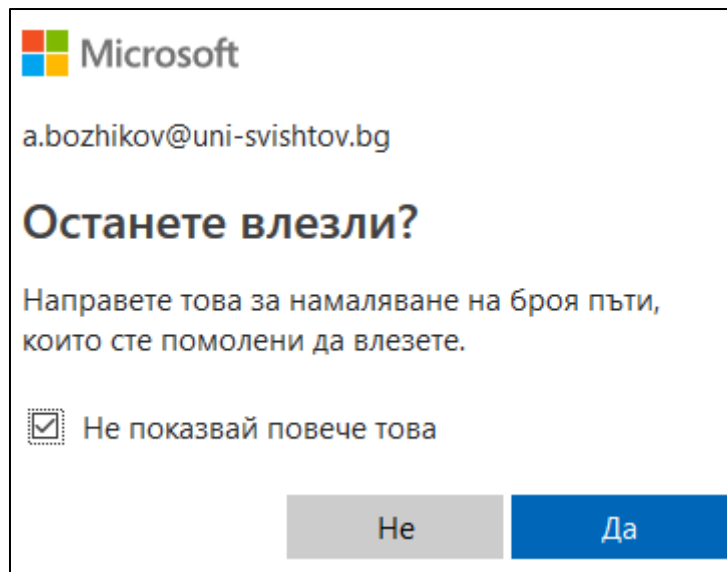 Microsoft
a.bozhikov@uni-svishtov.bg
Останете влезли?
Направете това за намаляване на броя пъти,
които сте помолени да влезете.
Не показвай повече това
Не
Да